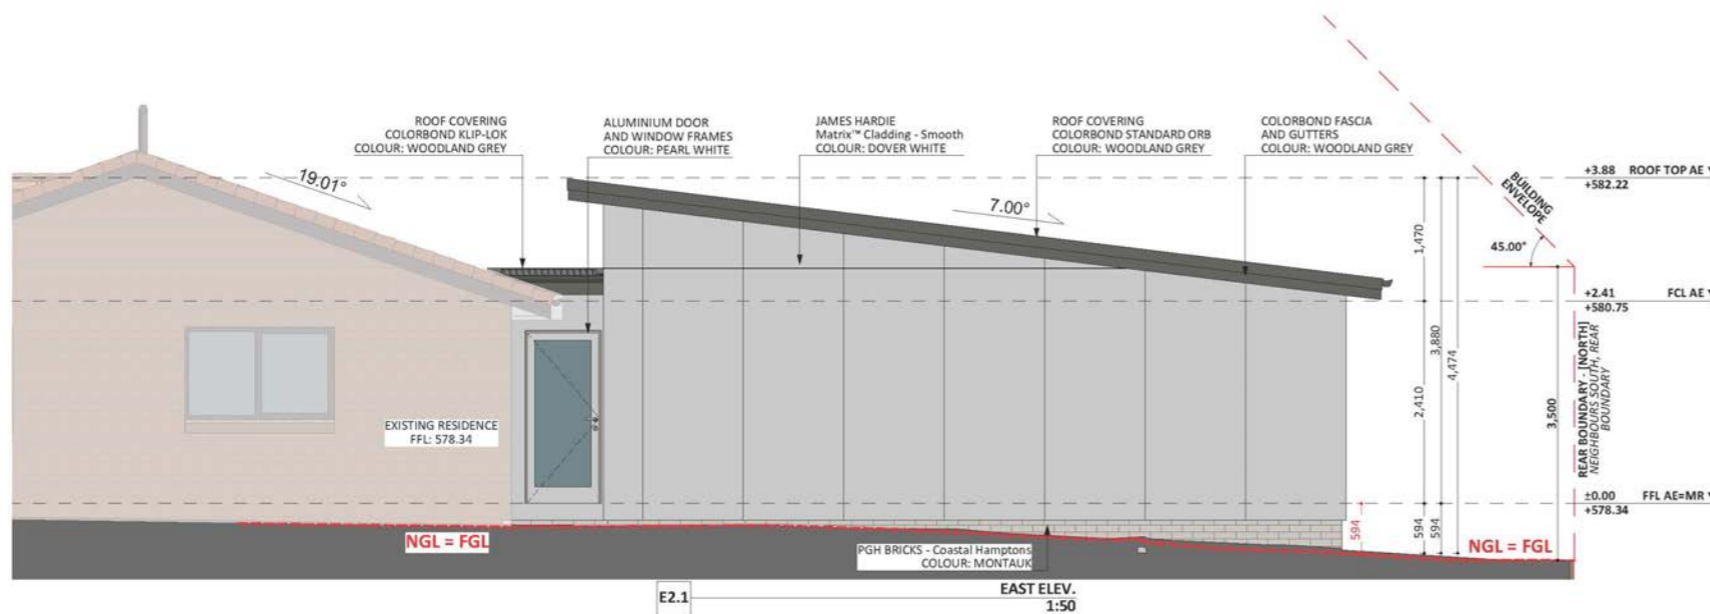 ROOF COVERING
COLORBOND KLIP-LOK
COLOUR: WOODLAND GREY
ALUMINIUM DOOR
AND WINDOW FRAMES
COLOUR: PEARL WHITE
JAMES HARDIE
Matrix™ Cladding - Smooth
COLOUR: DOVER WHITE
ROOF COVERING
COLORBOND STANDARD ORB
COLOUR: WOODLAND GREY
COLORBOND FASCIA
AND GUTTERS
COLOUR: WOODLAND GREY
19.01°
7.00°
BUILDING
ENVELOPE
45.00°
+3.88 ROOF TOP AE
+582.22
+2.41 FCL AE
+580.75
±0.00 FFL AE=MR
+578.34
1,470
2,410
594
3,880
594
4,474
594
3,500
REAR BOUNDARY - [NORTH]
NEIGHBOURS SOUTH, REAR
BOUNDARY
EXISTING RESIDENCE
FFL: 578.34
NGL = FGL
NGL = FGL
PGH BRICKS - Coastal Hamptons
COLOUR: MONTAUK
E2.1
EAST ELEV.
1:50